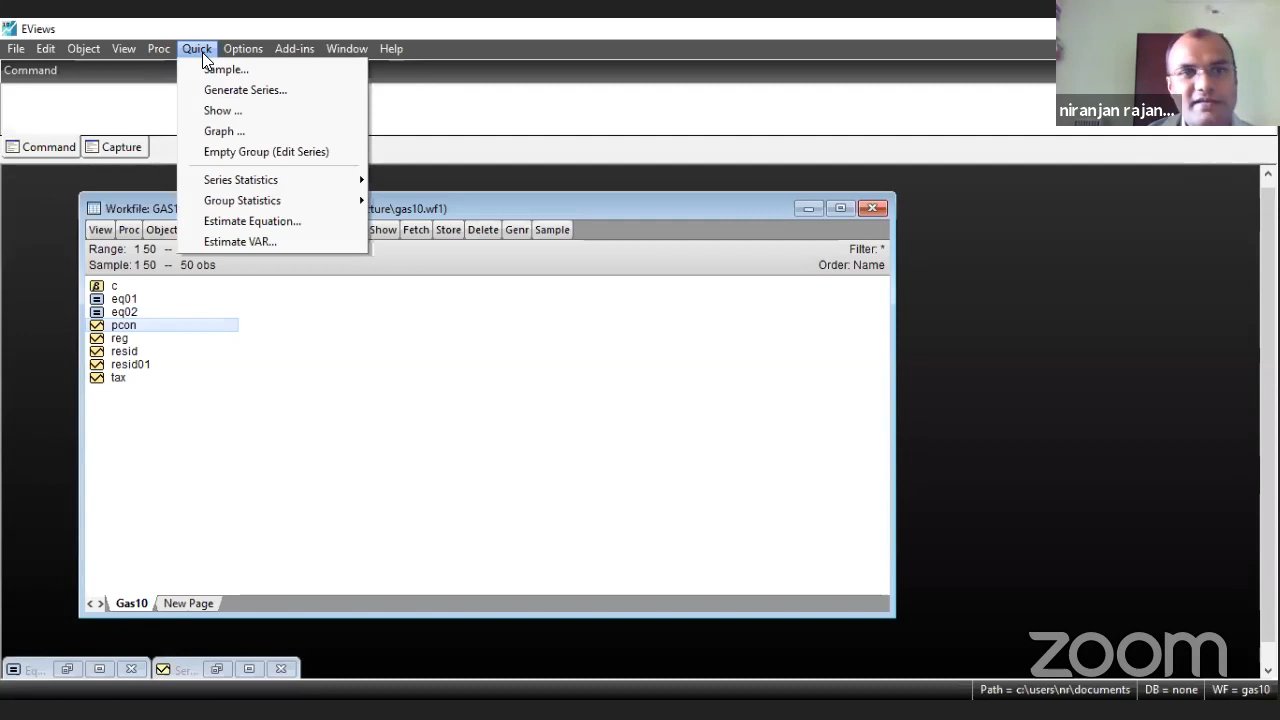 EViews
File Edit Object View Proc Quick Options Add-ins Window Help
Command
Sample...
Generate Series...
Show ...
Graph ...
Empty Group (Edit Series)
Series Statistics
Group Statistics
Estimate Equation...
Estimate VAR...
niranjan rajan...
Command Capture
Workfile: GAS1 ture\gas10.wf1)
View Proc Object Show Fetch Store Delete Genr Sample
Range: 1 50 -- Filter: *
Sample: 1 50 -- 50 obs Order: Name
c
eq01
eq02
pcon
reg
resid
resid01
tax
Gas10 New Page
Eq... Ser...
zoom
Path = c:\users\nr\documents DB = none WF = gas10